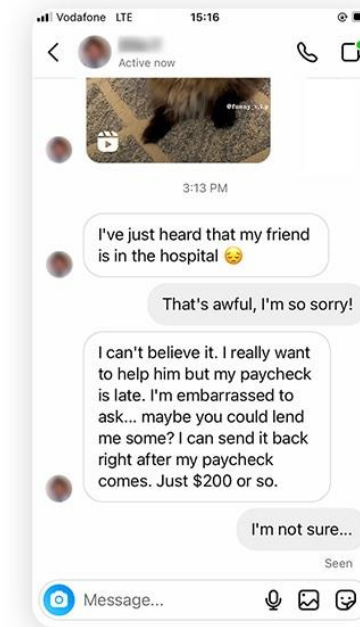 Vodafone LTE 15:16
Active now
@funny_v.l.p
3:13 PM
I've just heard that my friend
is in the hospital 😔
That's awful, I'm so sorry!
I can't believe it. I really want
to help him but my paycheck
is late. I'm embarrassed to
ask... maybe you could lend
me some? I can send it back
right after my paycheck
comes. Just $200 or so.
I'm not sure...
Seen
Message...